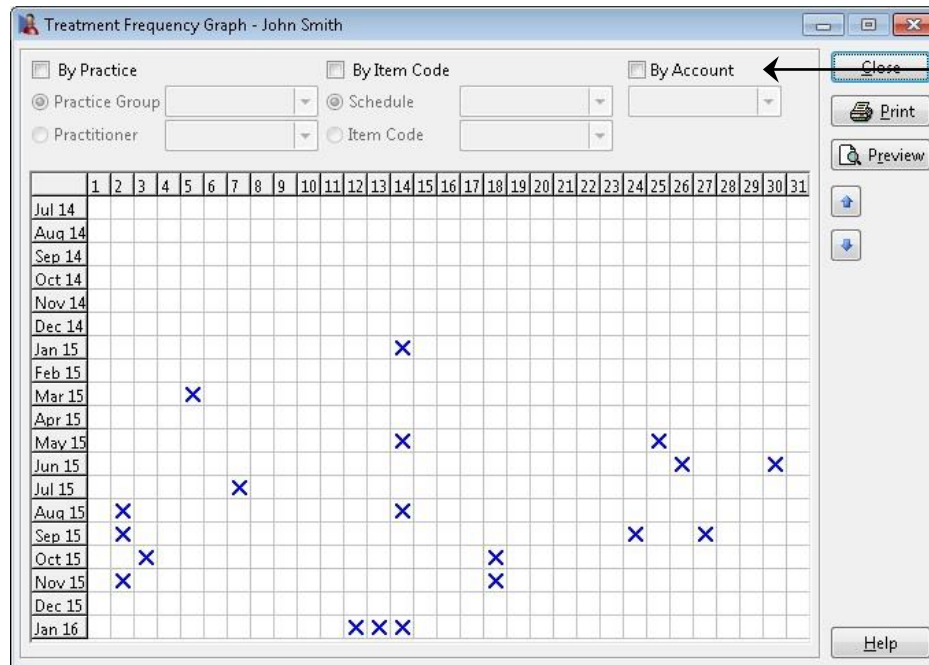 Treatment Frequency Graph - John Smith
By Practice By Item Code By Account Close
Practice Group Schedule Print
Practitioner Item Code Preview
1 2 3 4 5 6 7 8 9 10 11 12 13 14 15 16 17 18 19 20 21 22 23 24 25 26 27 28 29 30 31
Jul 14
Aug 14
Sep 14
Oct 14
Nov 14
Dec 14
Jan 15
Feb 15
Mar 15
Apr 15
May 15
Jun 15
Jul 15
Aug 15
Sep 15
Oct 15
Nov 15
Dec 15
Jan 16
Help